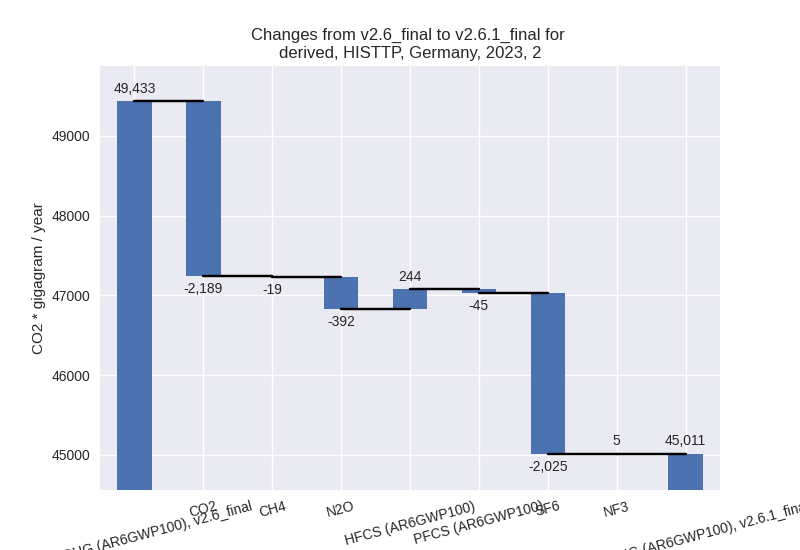 Changes from v2.6_final to v2.6.1_final for
derived, HISTTP, Germany, 2023, 2
CO2 * gigagram / year
49000
48000
47000
46000
45000
49,433
-2,189
-19
-392
244
-45
-2,025
5
45,011
(AR6GWP100), v2.6_final
CO2
CH4
N2O
HFCS (AR6GWP100)
PFCS (AR6GWP100)
SF6
NF3
(AR6GWP100), v2.6.1_fina